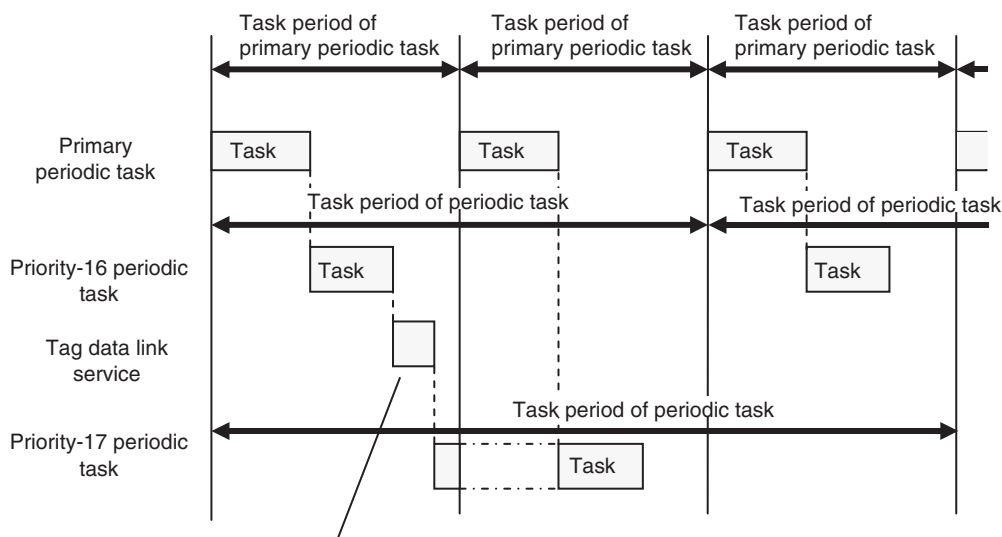 Task period of
primary periodic task
Task period of
primary periodic task
Task period of
primary periodic task
Primary
periodic task
Task
Task
Task
Task period of periodic task
Task period of periodic task
Priority-16 periodic
task
Task
Task
Tag data link
service
Task period of periodic task
Priority-17 periodic
task
Task